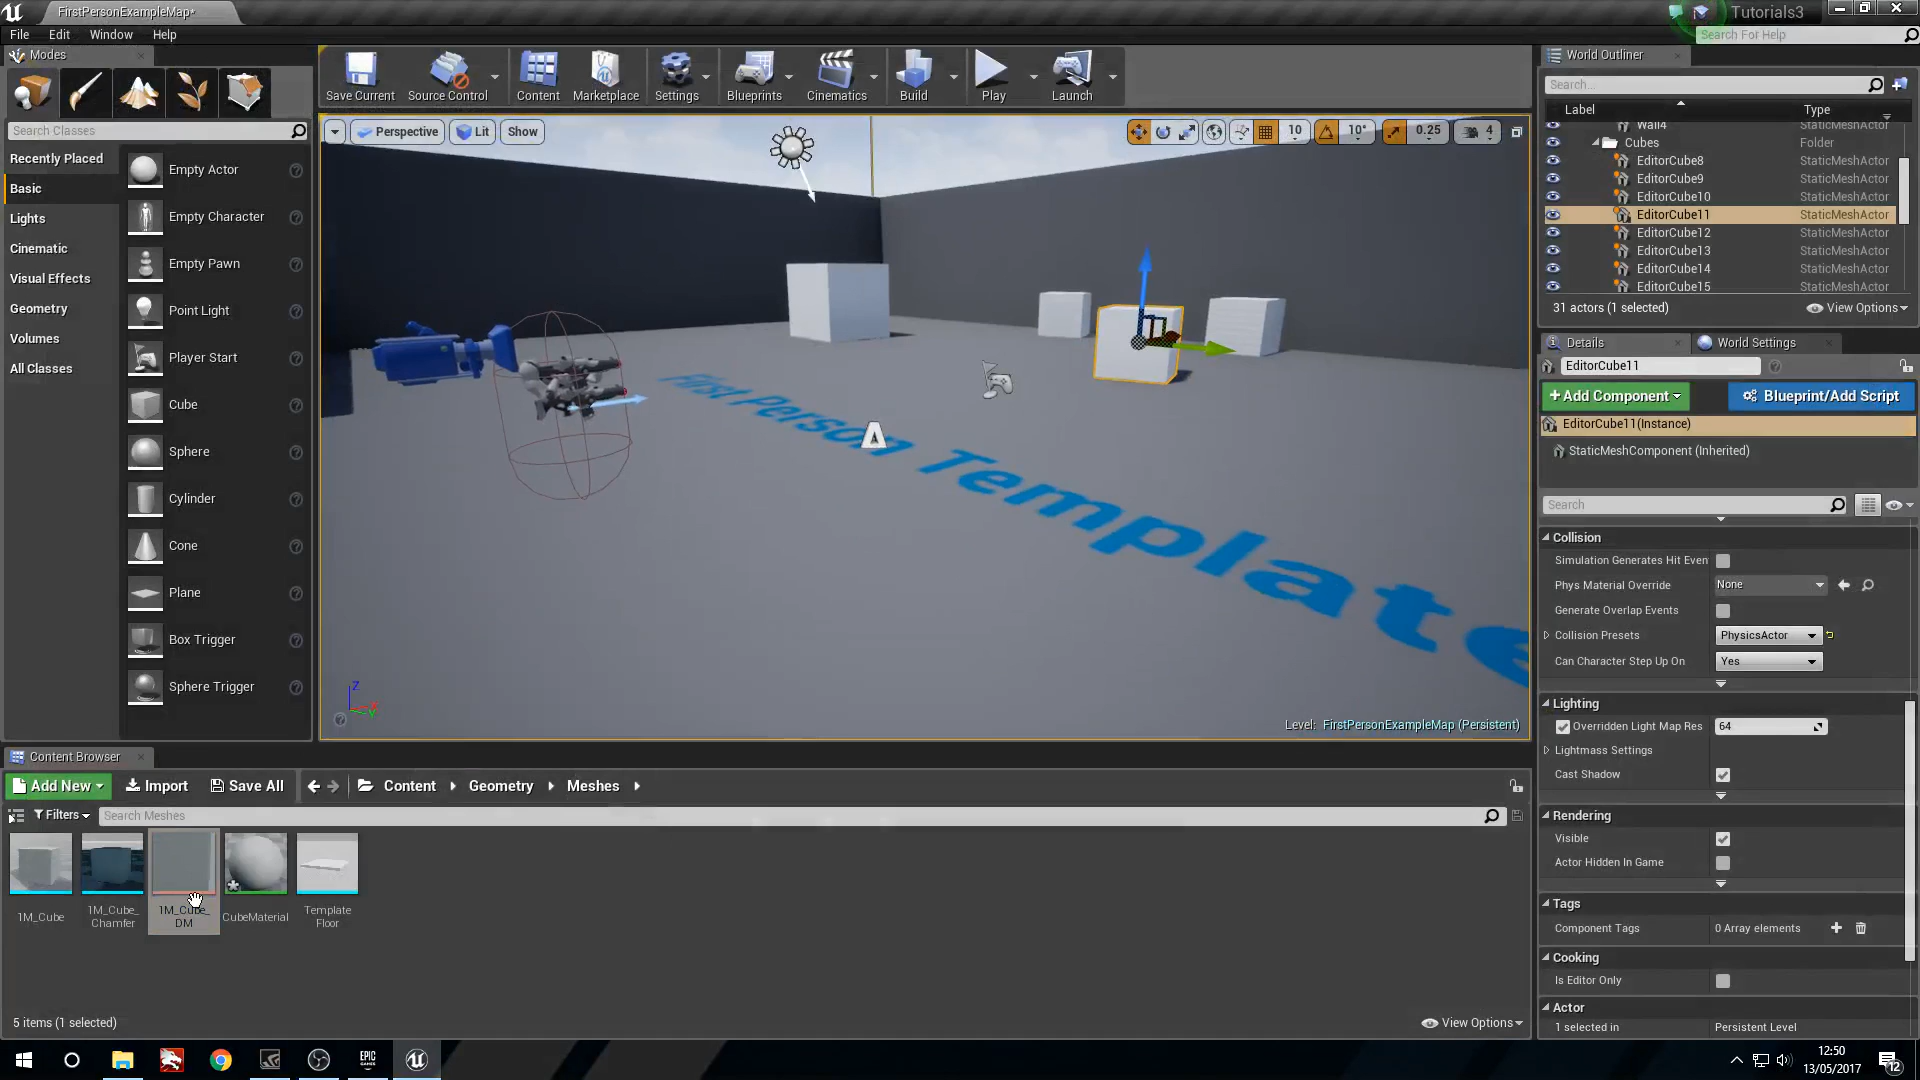 FirstPersonExampleMap*
Tutorials3
File Edit Window Help
Search For Help
Modes
Save Current
Source Control
Content
Marketplace
Settings
Blueprints
Cinematics
Build
Play
Launch
Search Classes
Recently Placed
Basic
Lights
Cinematic
Visual Effects
Geometry
Volumes
All Classes
Empty Actor
Empty Character
Empty Pawn
Point Light
Player Start
Cube
Sphere
Cylinder
Cone
Plane
Box Trigger
Sphere Trigger
Perspective Lit Show
10 10° 0.25 4
First Person Template
A
Z
Level: FirstPersonExampleMap (Persistent)
World Outliner
Search...
Label Type
Wall4 StaticMeshActor
Cubes Folder
EditorCube8 StaticMeshActor
EditorCube9 StaticMeshActor
EditorCube10 StaticMeshActor
EditorCube11 StaticMeshActor
EditorCube12 StaticMeshActor
EditorCube13 StaticMeshActor
EditorCube14 StaticMeshActor
EditorCube15 StaticMeshActor
31 actors (1 selected) View Options
Details World Settings
EditorCube11
+Add Component Blueprint/Add Script
EditorCube11(Instance)
StaticMeshComponent (Inherited)
Search
Collision
Simulation Generates Hit Even
Phys Material Override None
Generate Overlap Events
Collision Presets PhysicsActor
Can Character Step Up On Yes
Lighting
Overridden Light Map Res 64
Lightmass Settings
Cast Shadow
Rendering
Visible
Actor Hidden In Game
Tags
Component Tags 0 Array elements
Cooking
Is Editor Only
Actor
1 selected in Persistent Level
Content Browser
Add New Import Save All Content Geometry Meshes
Filters Search Meshes
1M_Cube
1M_Cube_
Chamfer
1M_Cube_
DM
CubeMaterial
Template
Floor
5 items (1 selected) View Options
EPIC
GAMES
12:50
13/05/2017
12